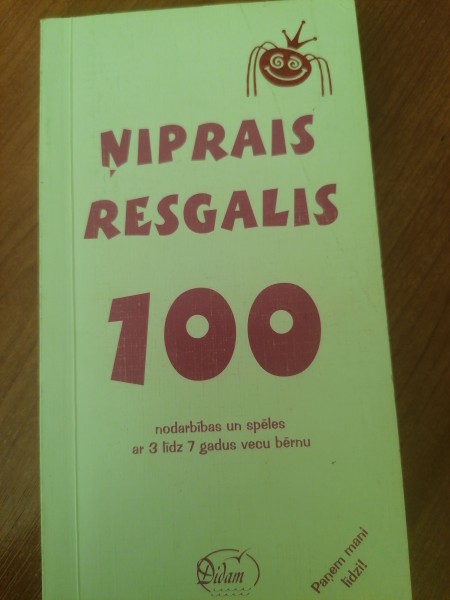 ŅIPRAIS
RESGALIS
100
nodarbības un spēles
ar 3 līdz 7 gadus vecu bērnu
Didam
Paņem mani
līdzi!